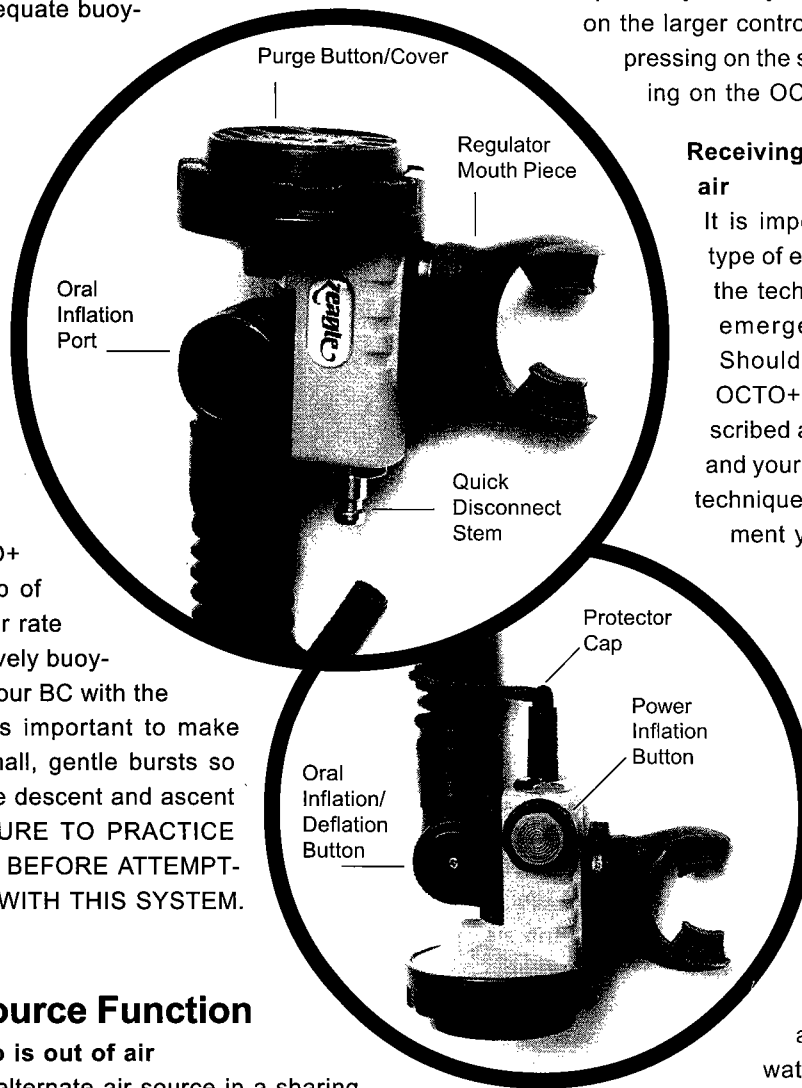 equate buoy-
Purge Button/Cover
Regulator
Mouth Piece
Oral
Inflation
Port
zeagle
Quick
Disconnect
Stem
Protector
Cap
Power
Inflation
Button
Oral
Inflation/
Deflation
Button
O+
o of
r rate
vely buoy-
our BC with the
s important to make
nall, gentle bursts so
e descent and ascent
URE TO PRACTICE
BEFORE ATTEMPT-
WITH THIS SYSTEM.
ource Function
o is out of air
alternate air source in a sharing
on the larger contro
pressing on the s
ing on the OC
Receiving
air
It is impo
type of e
the tech
emerge
Should
OCTO+
scribed a
and your
technique
ment y
a
wat